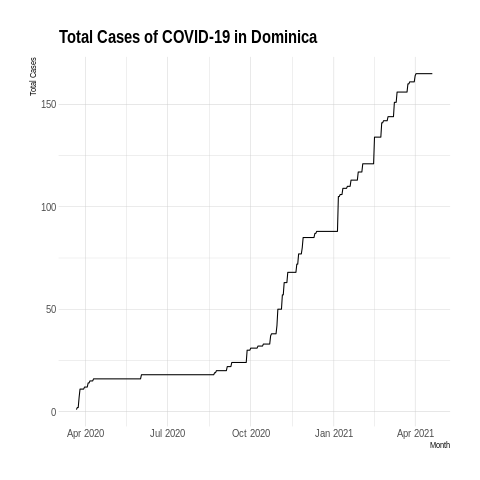 Total Cases of COVID-19 in Dominica
Total Cases
150
100
50
0
Apr 2020 Jul 2020 Oct 2020 Jan 2021 Apr 2021
Month